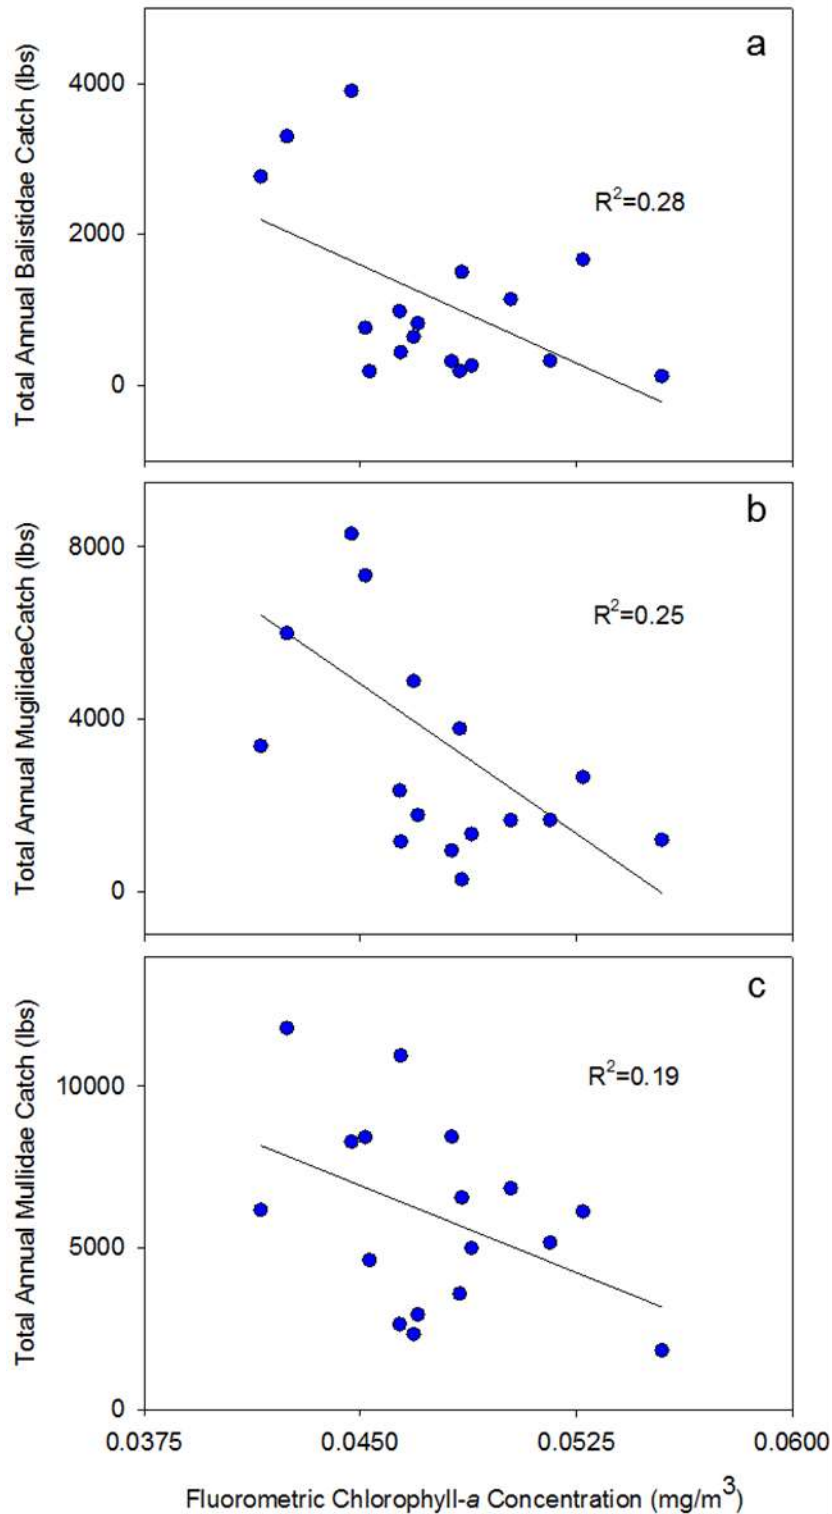 a
Total Annual Balistidae Catch (lbs)
4000
2000
0
R²=0.28
b
Total Annual MugilidaeCatch (lbs)
8000
4000
0
R²=0.25
c
Total Annual Mullidae Catch (lbs)
10000
5000
0
R²=0.19
0.0375 0.0450 0.0525 0.0600
Fluorometric Chlorophyll-a Concentration (mg/m³)